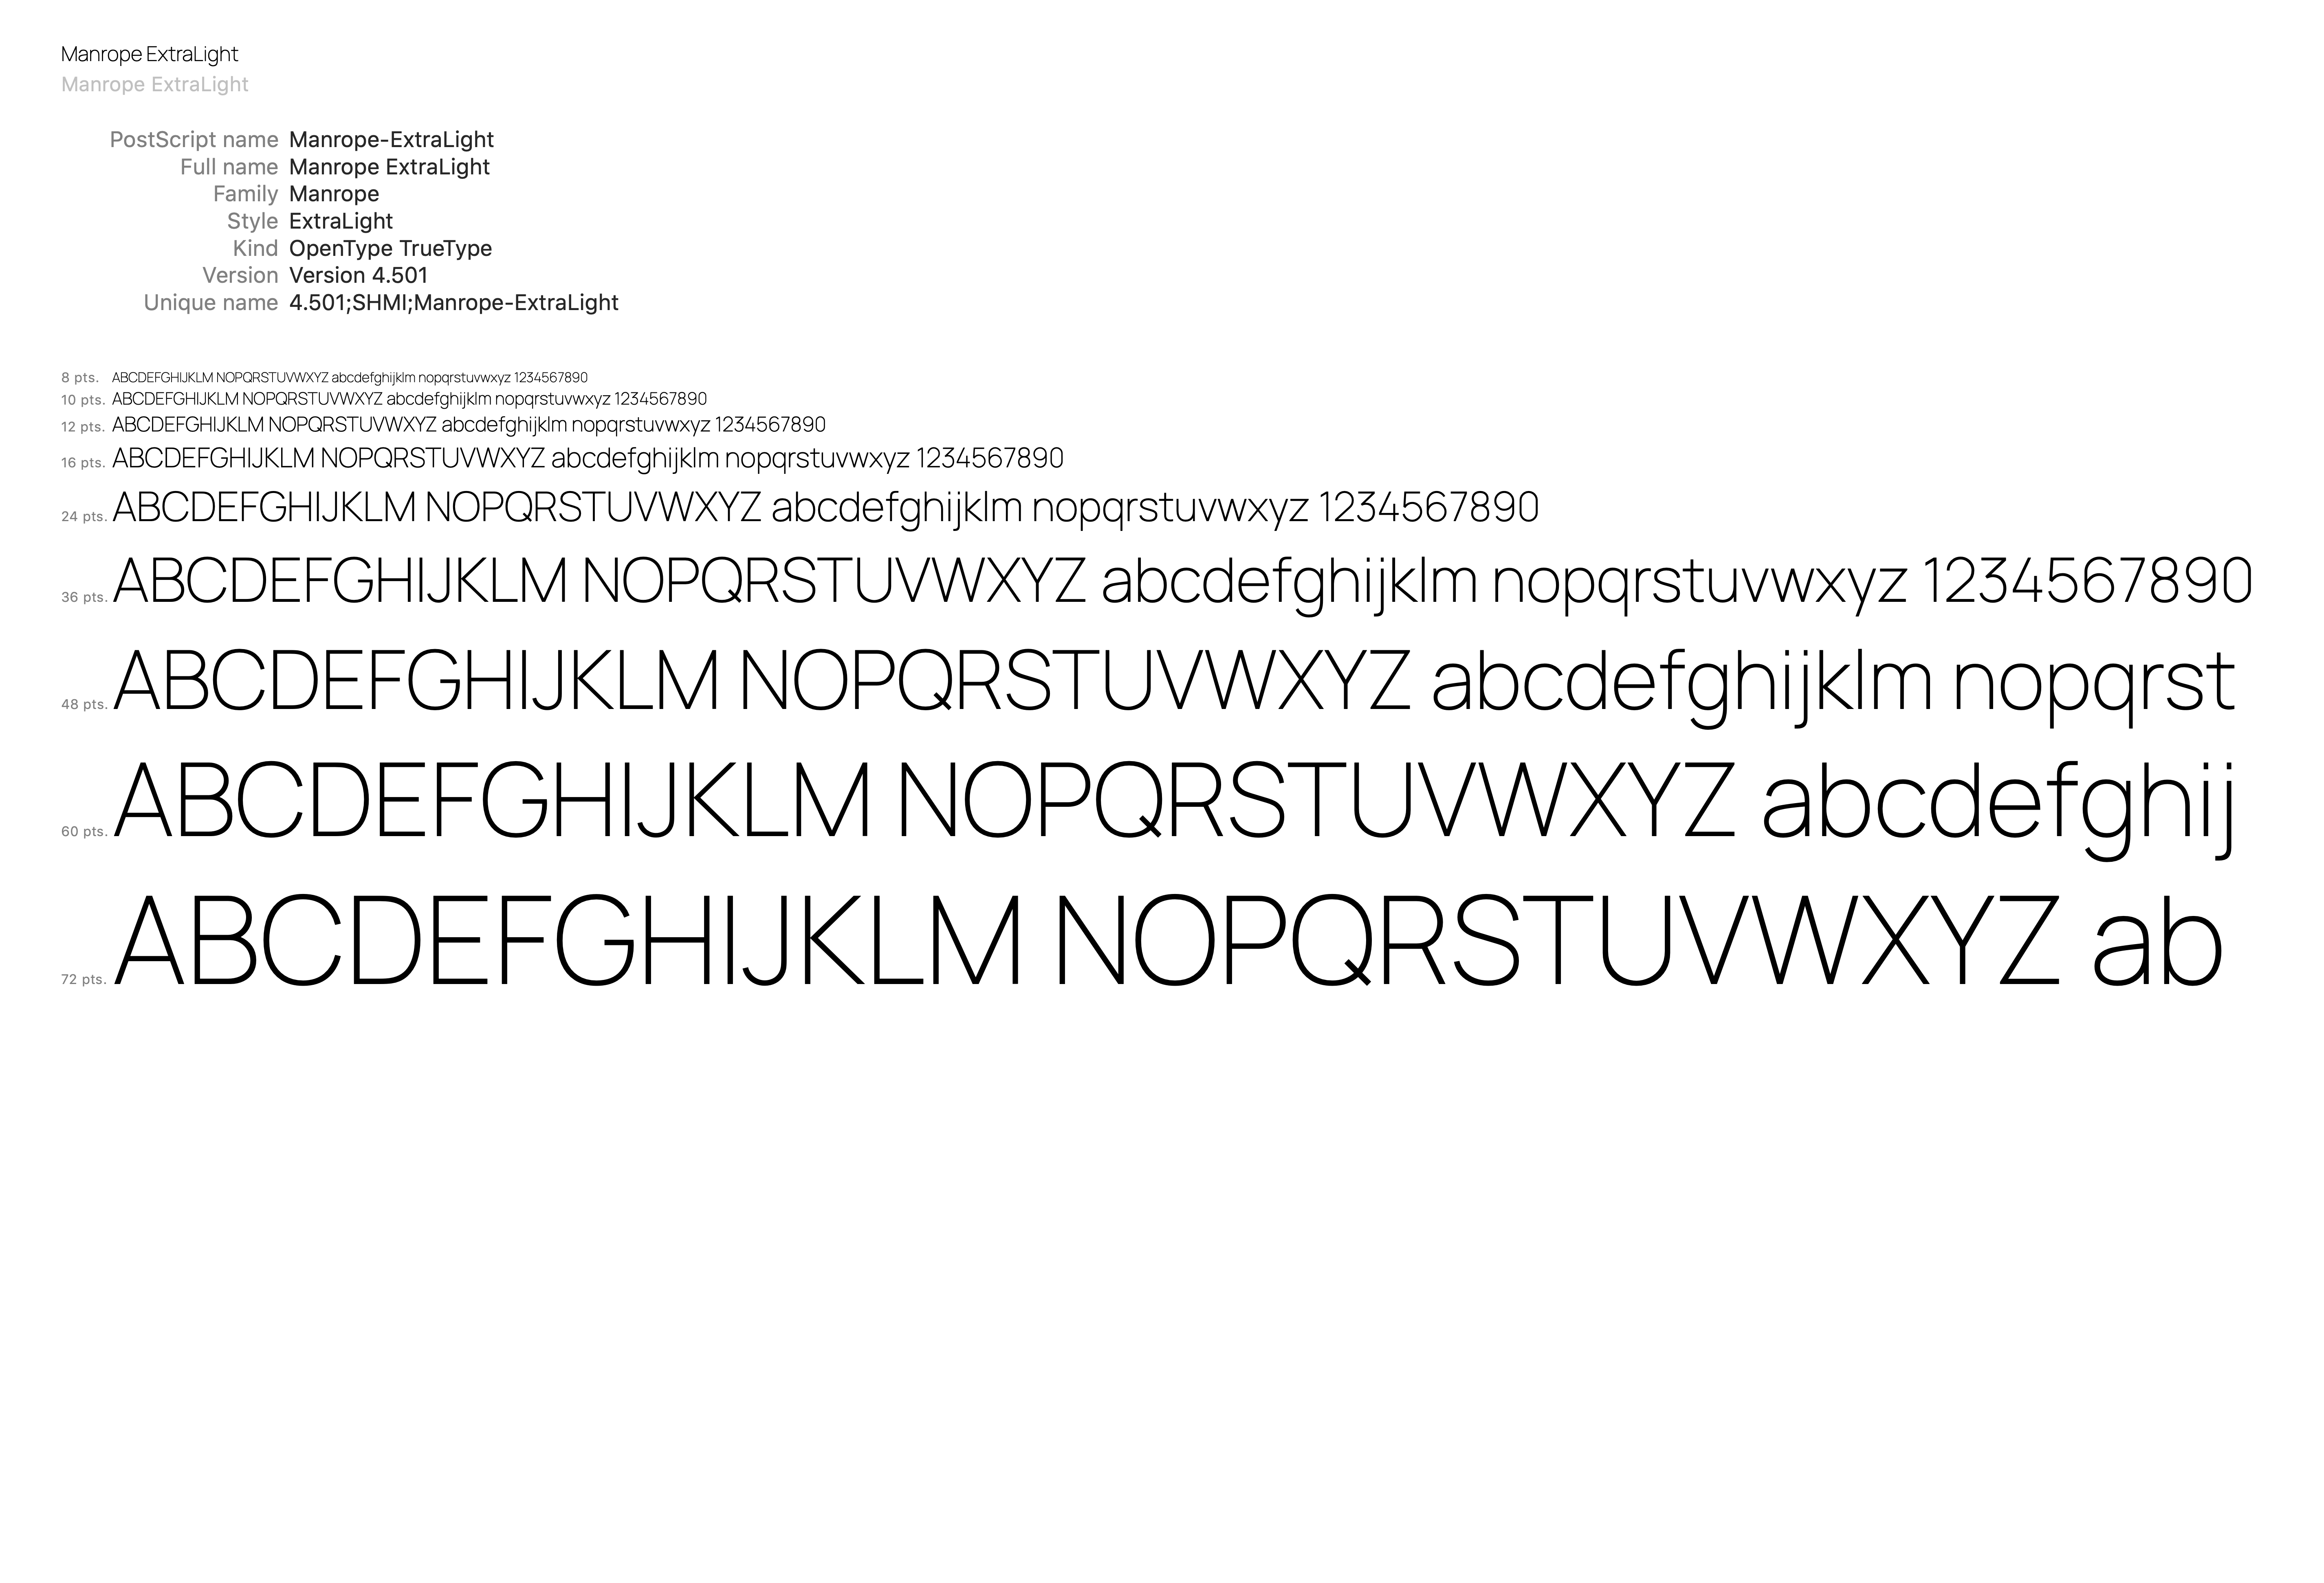 Manrope ExtraLight
Manrope ExtraLight
PostScript name Manrope-ExtraLight
Full name Manrope ExtraLight
Family Manrope
Style ExtraLight
Kind OpenType TrueType
Version Version 4.501
Unique name 4.501;SHMI;Manrope-ExtraLight
8 pts. ABCDEFGHIJKLM NOPQRSTUVWXYZ abcdefghijklm nopqrstuvwxyz 1234567890
10 pts. ABCDEFGHIJKLM NOPQRSTUVWXYZ abcdefghijklm nopqrstuvwxyz 1234567890
12 pts. ABCDEFGHIJKLM NOPQRSTUVWXYZ abcdefghijklm nopqrstuvwxyz 1234567890
16 pts. ABCDEFGHIJKLM NOPQRSTUVWXYZ abcdefghijklm nopqrstuvwxyz 1234567890
24 pts. ABCDEFGHIJKLM NOPQRSTUVWXYZ abcdefghijklm nopqrstuvwxyz 1234567890
36 pts. ABCDEFGHIJKLM NOPQRSTUVWXYZ abcdefghijklm nopqrstuvwxyz 1234567890
48 pts. ABCDEFGHIJKLM NOPQRSTUVWXYZ abcdefghijklm nopqrst
60 pts. ABCDEFGHIJKLM NOPQRSTUVWXYZ abcdefghij
72 pts. ABCDEFGHIJKLM NOPQRSTUVWXYZ ab